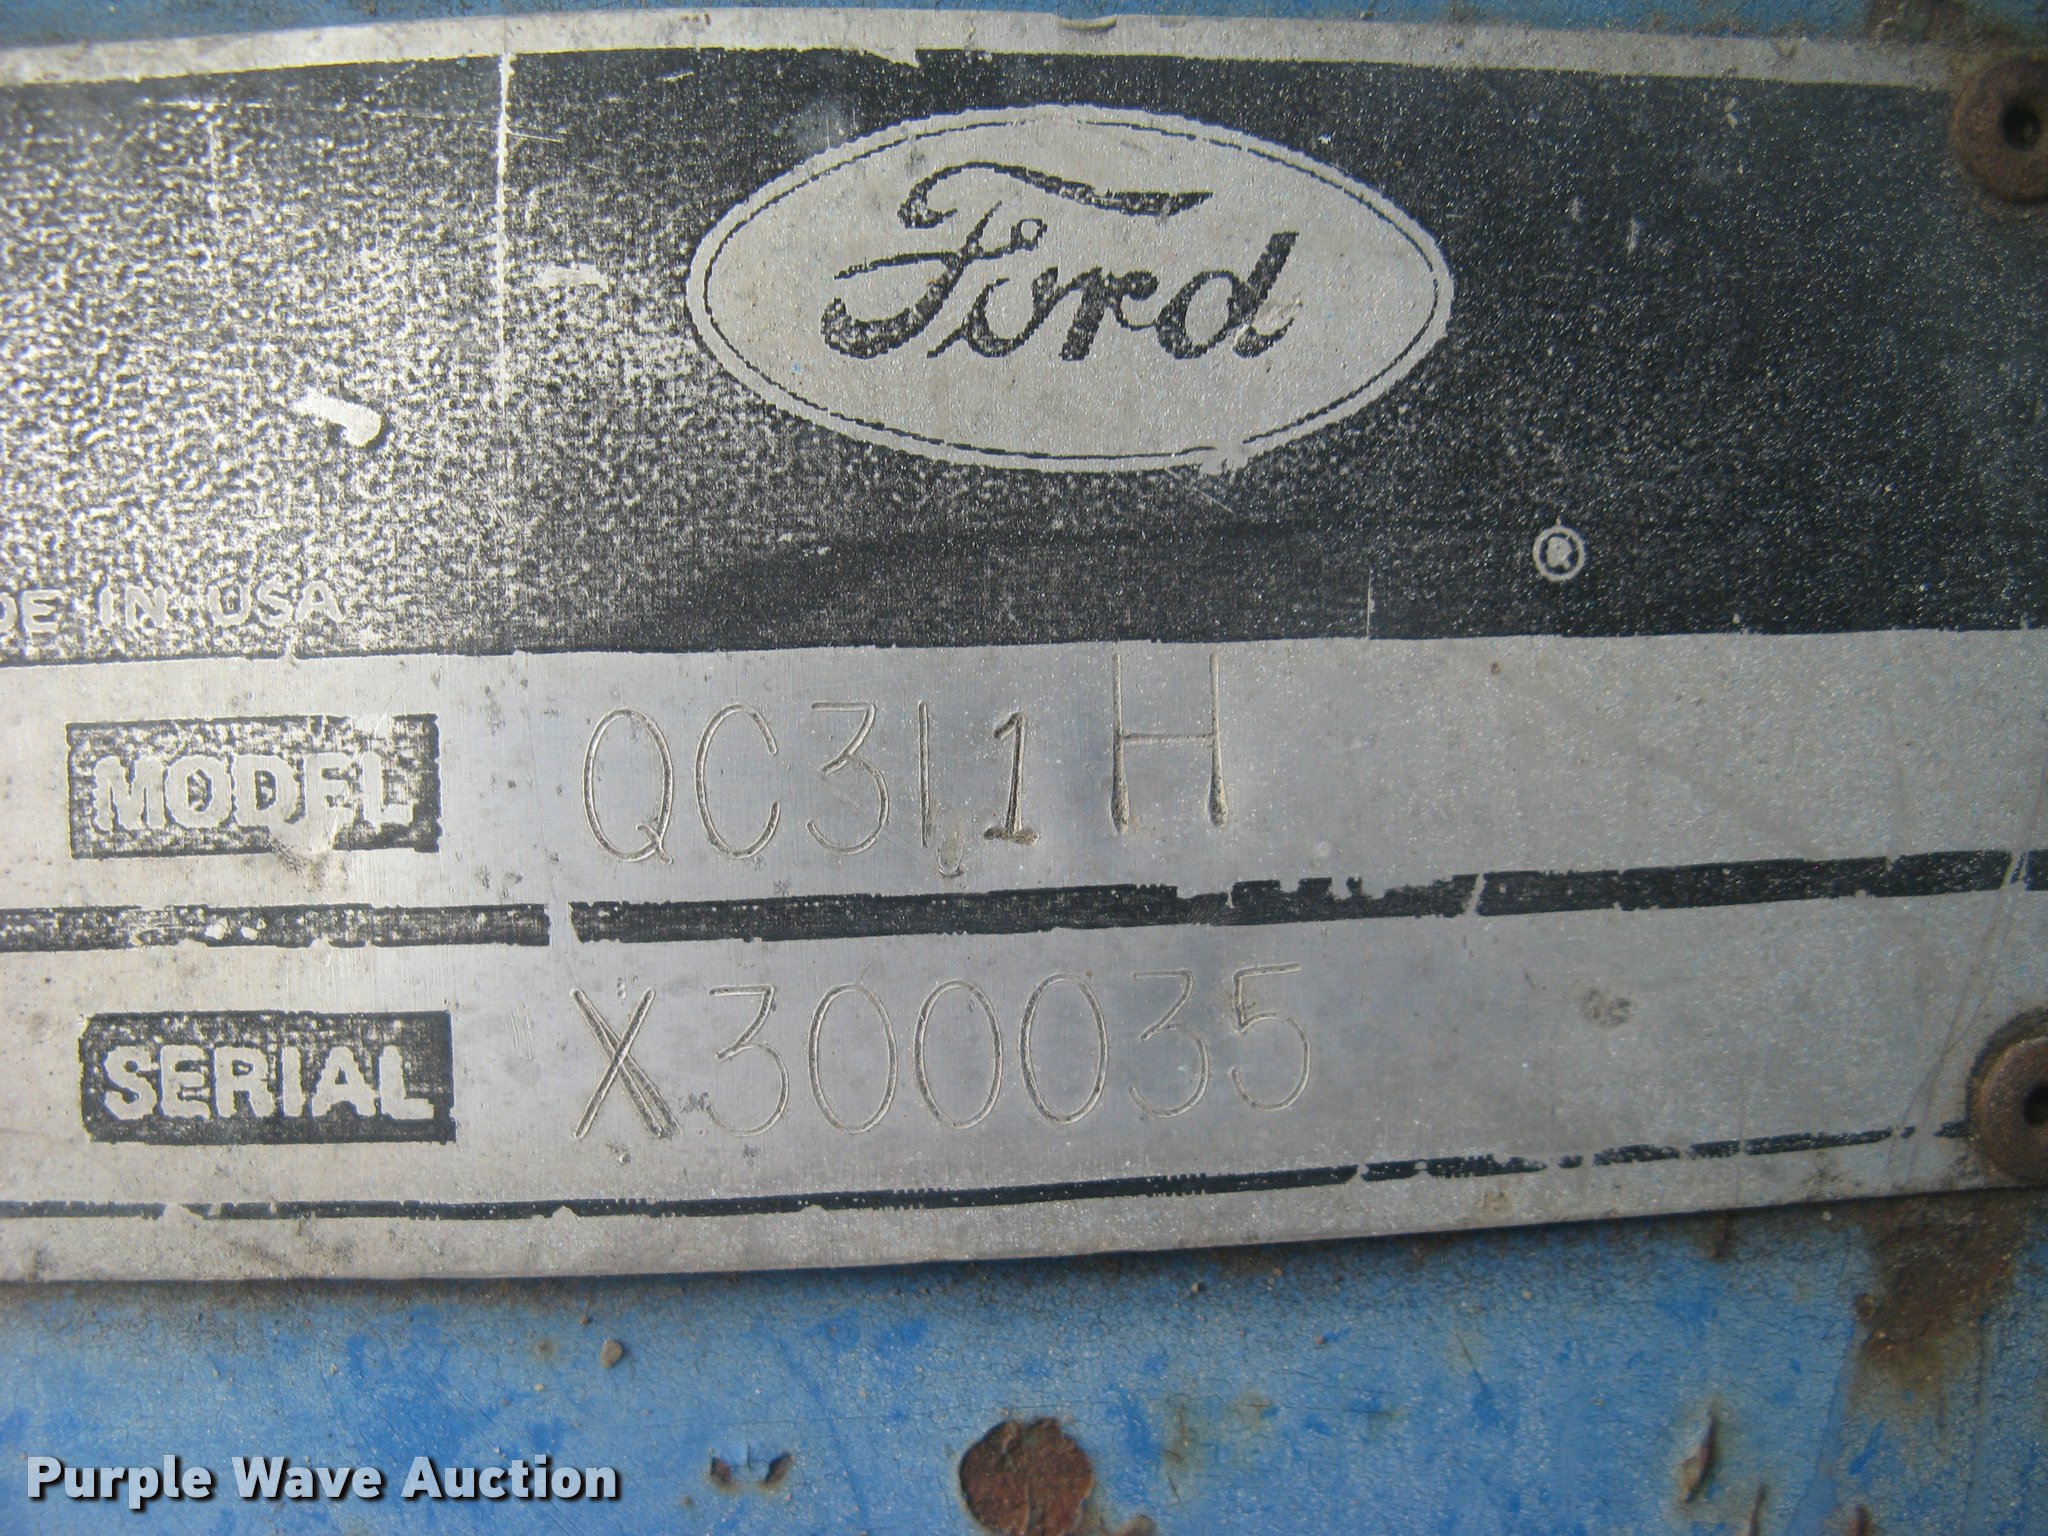 Ford
®
DE IN USA
MODEL QC311H
SERIAL X300035
Purple Wave Auction